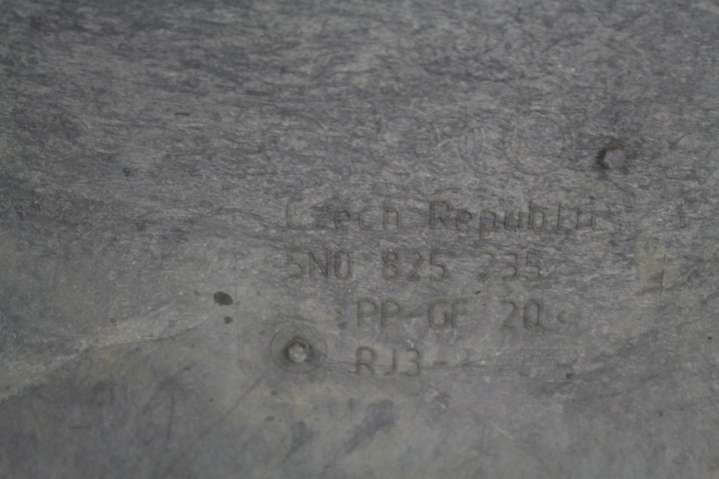 Czech Republic
5N0 825 235
PP-GF 20
RJ3-